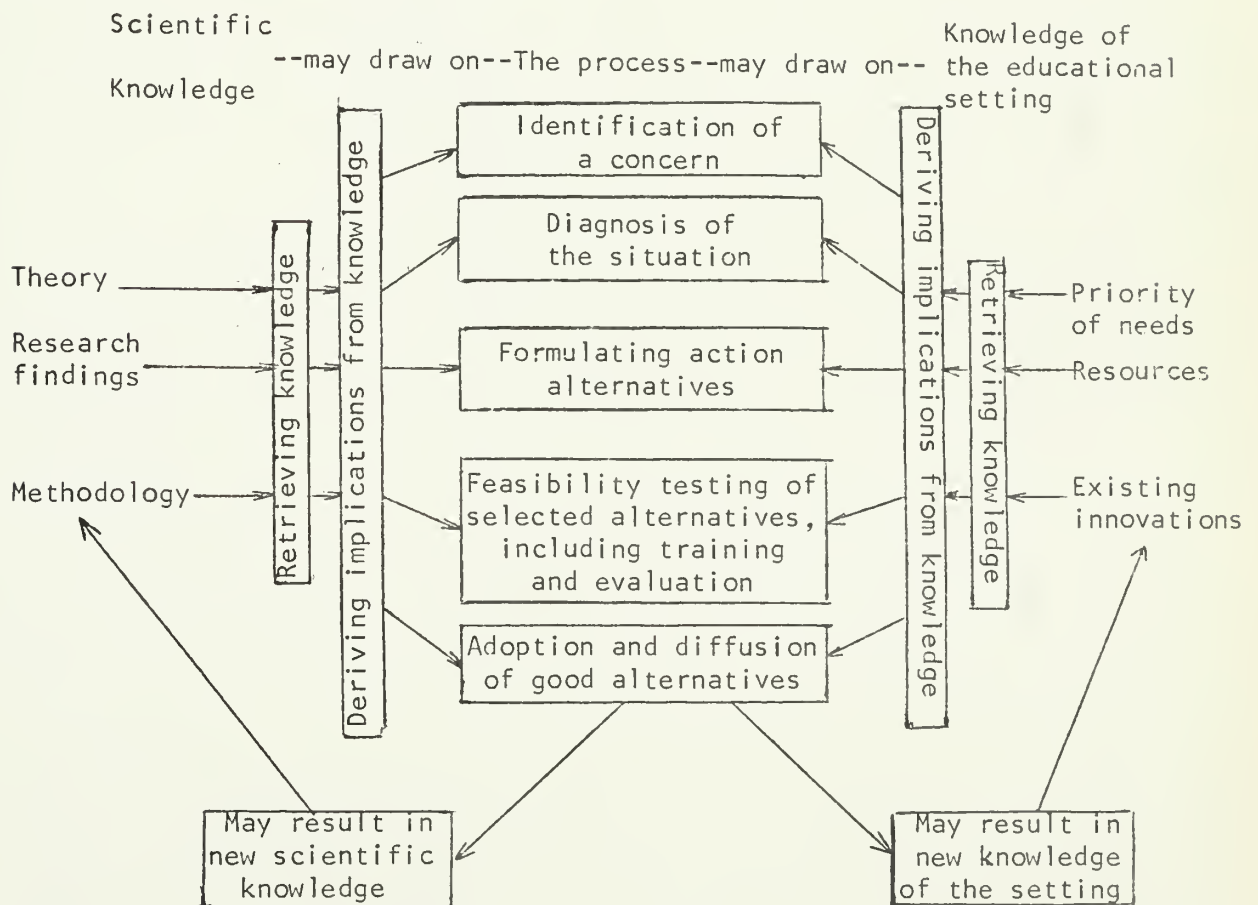 Scientific
Knowledge
--may draw on--The process--may draw on--
Knowledge of
the educational
setting
Theory
Research
findings
Methodology
Retrieving knowledge
Deriving implications from knowledge
Identification of
a concern
Diagnosis of
the situation
Formulating action
alternatives
Feasibility testing of
selected alternatives,
including training
and evaluation
Adoption and diffusion
of good alternatives
Deriving implications from knowledge
Retrieving knowledge
Priority
of needs
Resources
Existing
innovations
May result in
new scientific
knowledge
May result in
new knowledge
of the setting